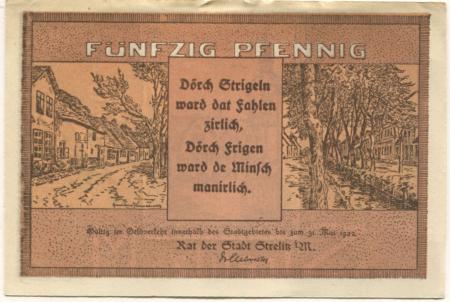 FÜNFZIG PFENNIG
Dörch Strigeln
ward dat Fahlen
zirlich,
Dörch Frigen
ward de Minsch
manirlich.
Gültig im Geldverkehr innerhalb des Stadtgebietes bis zum 31. Mai 1922.
Rat der Stadt Strelitz i/M.